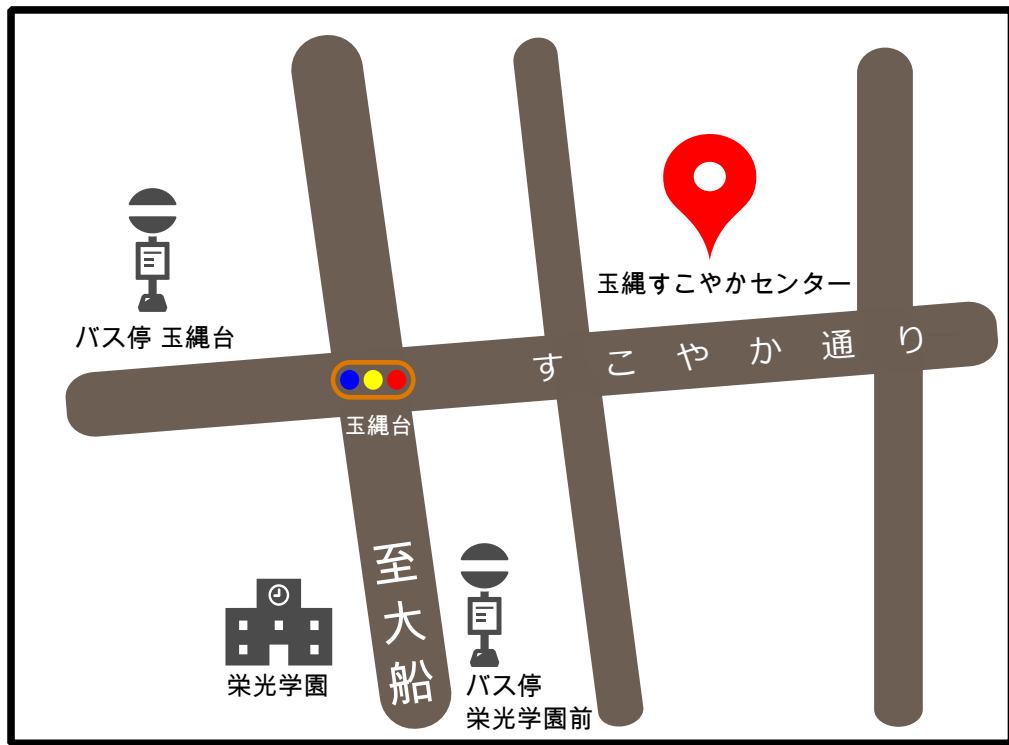 玉縄すこやかセンター
バス停 玉縄台
すこやか通り
玉縄台
至大船
栄光学園
バス停
栄光学園前